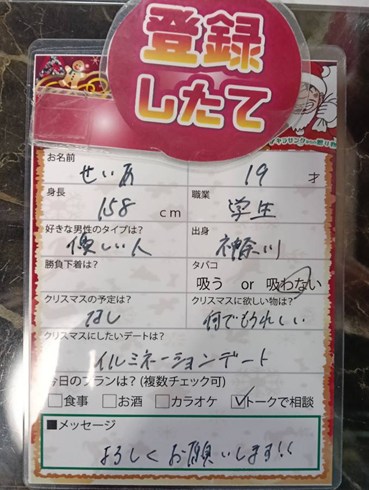 登録
したて
お名前
せいあ
19 才
身長
158 cm
職業
学生
好きな男性のタイプは?
優しい人
出身
神奈川
勝負下着は?
タバコ
吸う or 吸わない
クリスマスの予定は?
なし
クリスマスに欲しい物は?
何でもうれしい
クリスマスにしたいデートは?
イルミネーションデート
今日のプランは?(複数チェック可)
□食事 □お酒 □カラオケ ☑トークで相談
■メッセージ
よろしくお願いします!!